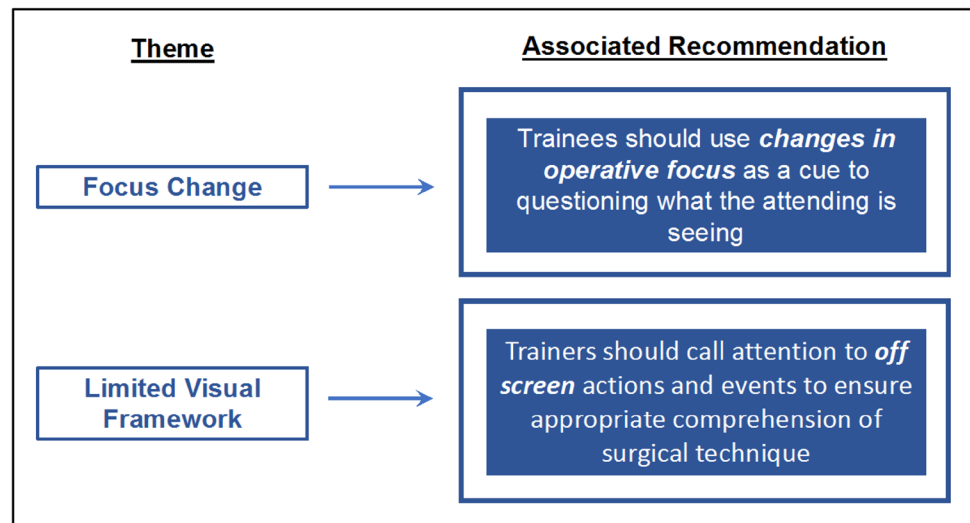 Theme
Associated Recommendation
Focus Change
Trainees should use changes in
operative focus as a cue to
questioning what the attending is
seeing
Limited Visual
Framework
Trainers should call attention to off
screen actions and events to ensure
appropriate comprehension of
surgical technique